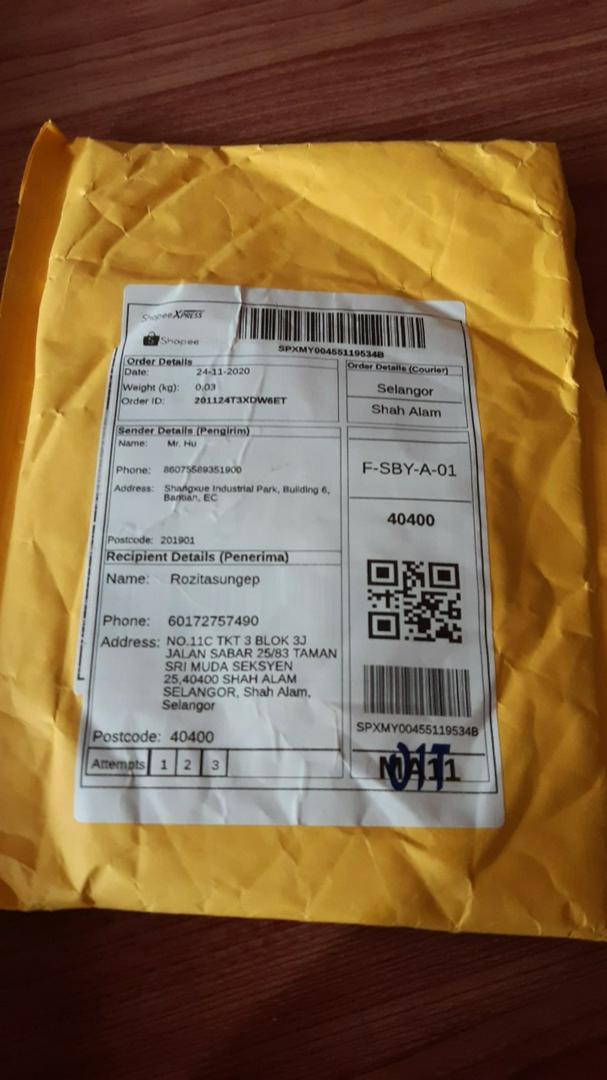 Shopee XPRESS
Shopee
SPXMY00455119534B
Order Details
Date: 24-11-2020
Weight (kg): 0.03
Order ID: 201124T3XDW6ET
Order Details (Courier)
Selangor
Shah Alam
Sender Details (Pengirim)
Name: Mr. Hu
Phone: 86075589351900
Address: Shangxue Industrial Park, Building 6,
Bantian, EC
Postcode: 201901
F-SBY-A-01
40400
Recipient Details (Penerima)
Name: Rozitasungep
Phone: 60172757490
Address: NO.11C TKT 3 BLOK 3J
JALAN SABAR 25/83 TAMAN
SRI MUDA SEKSYEN
25,40400 SHAH ALAM
SELANGOR, Shah Alam,
Selangor
Postcode: 40400
Attempts 1 2 3
SPXMY00455119534B